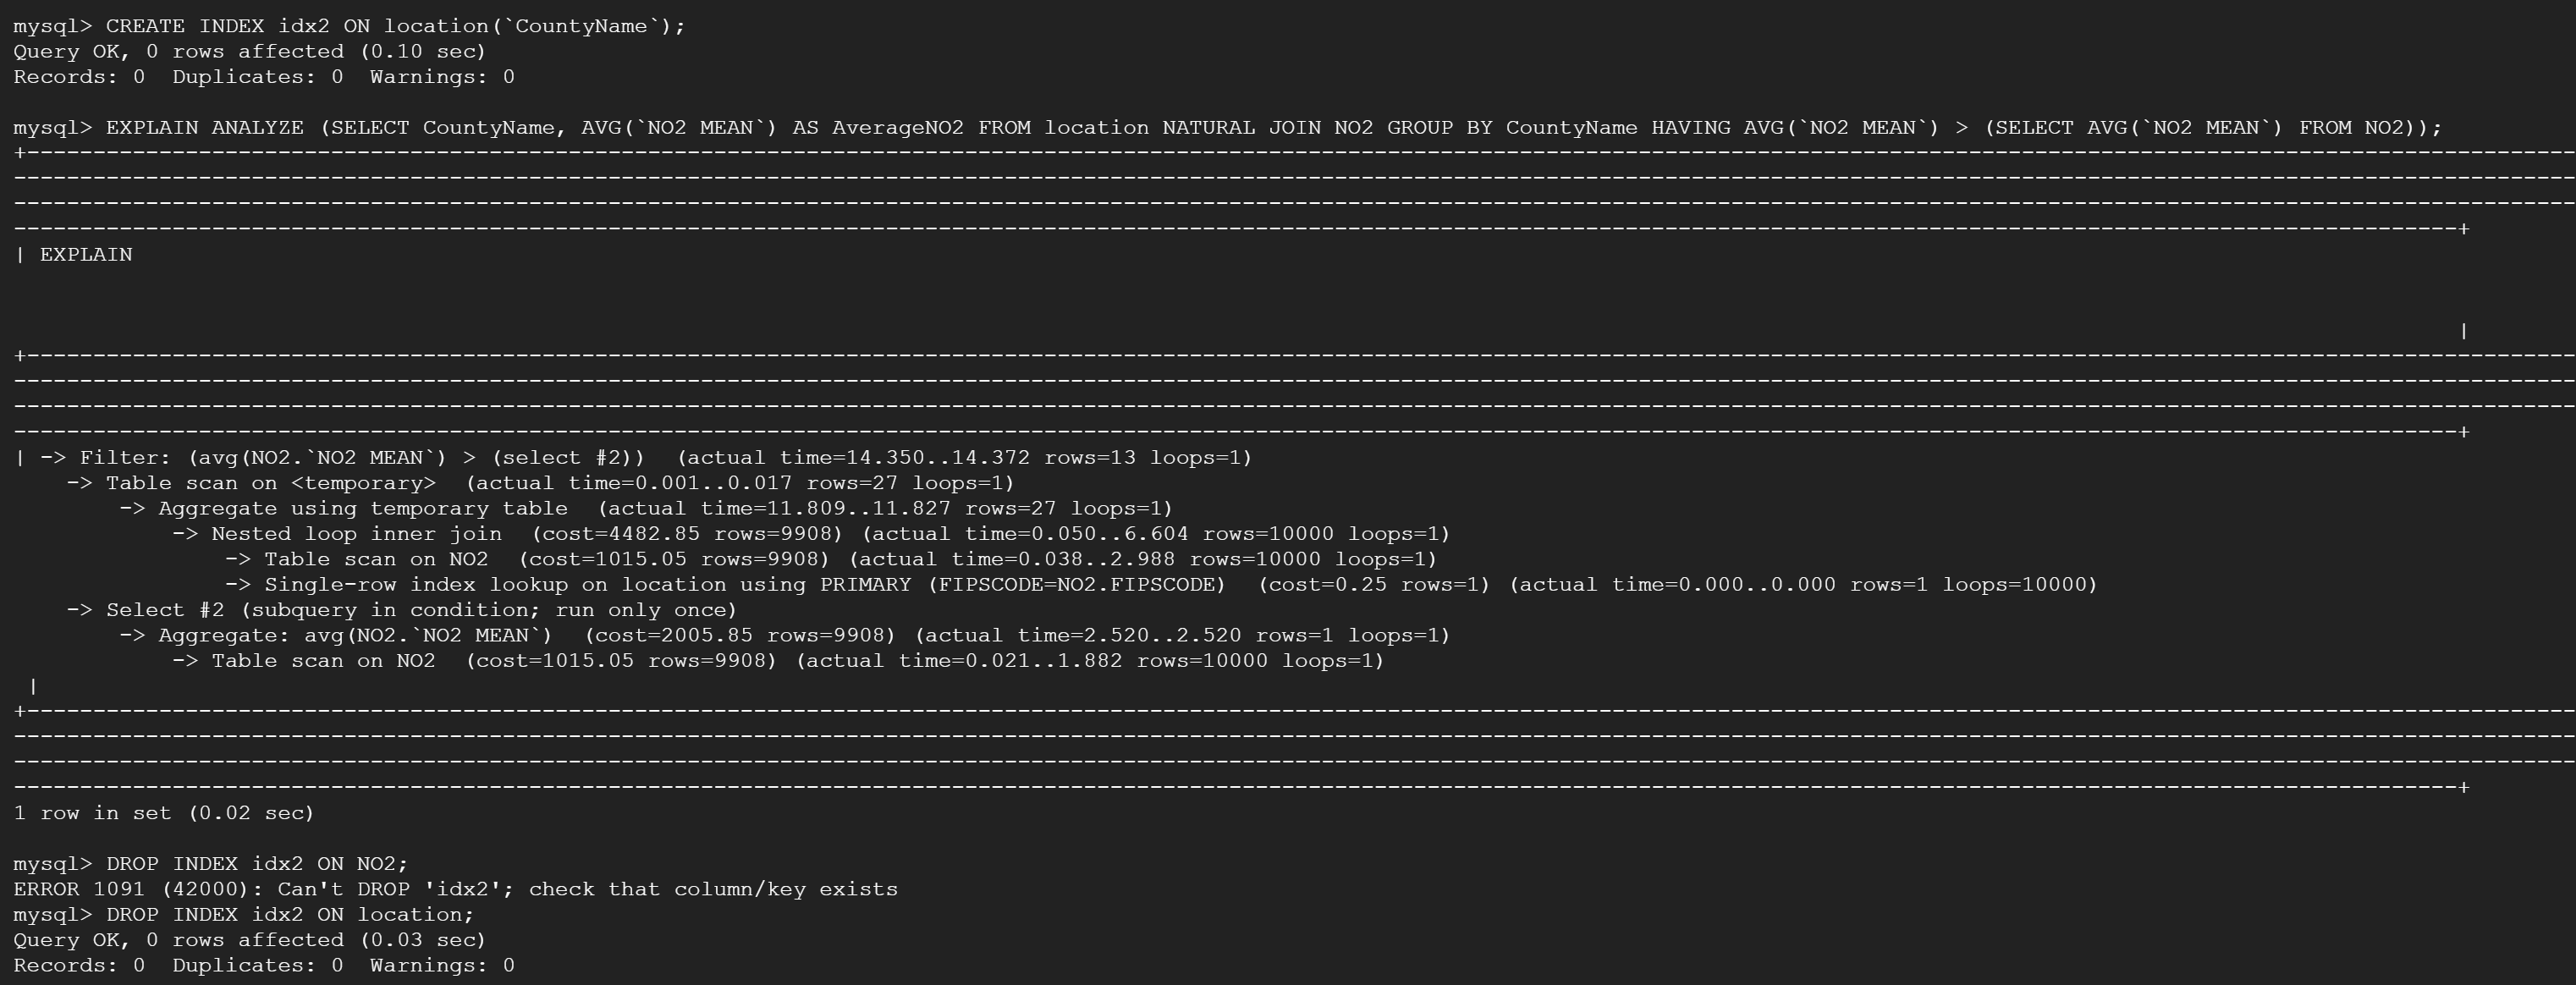 mysql> CREATE INDEX idx2 ON location(`CountyName`);
Query OK, 0 rows affected (0.10 sec)
Records: 0  Duplicates: 0  Warnings: 0

mysql> EXPLAIN ANALYZE (SELECT CountyName, AVG(`NO2 MEAN`) AS AverageNO2 FROM location NATURAL JOIN NO2 GROUP BY CountyName HAVING AVG(`NO2 MEAN`) > (SELECT AVG(`NO2 MEAN`) FROM NO2));
| EXPLAIN
|
| -> Filter: (avg(NO2.`NO2 MEAN`) > (select #2))  (actual time=14.350..14.372 rows=13 loops=1)
    -> Table scan on <temporary>  (actual time=0.001..0.017 rows=27 loops=1)
        -> Aggregate using temporary table  (actual time=11.809..11.827 rows=27 loops=1)
            -> Nested loop inner join  (cost=4482.85 rows=9908) (actual time=0.050..6.604 rows=10000 loops=1)
                -> Table scan on NO2  (cost=1015.05 rows=9908) (actual time=0.038..2.988 rows=10000 loops=1)
                -> Single-row index lookup on location using PRIMARY (FIPSCODE=NO2.FIPSCODE)  (cost=0.25 rows=1) (actual time=0.000..0.000 rows=1 loops=10000)
    -> Select #2 (subquery in condition; run only once)
        -> Aggregate: avg(NO2.`NO2 MEAN`)  (cost=2005.85 rows=9908) (actual time=2.520..2.520 rows=1 loops=1)
            -> Table scan on NO2  (cost=1015.05 rows=9908) (actual time=0.021..1.882 rows=10000 loops=1)
 |
1 row in set (0.02 sec)

mysql> DROP INDEX idx2 ON NO2;
ERROR 1091 (42000): Can't DROP 'idx2'; check that column/key exists
mysql> DROP INDEX idx2 ON location;
Query OK, 0 rows affected (0.03 sec)
Records: 0  Duplicates: 0  Warnings: 0